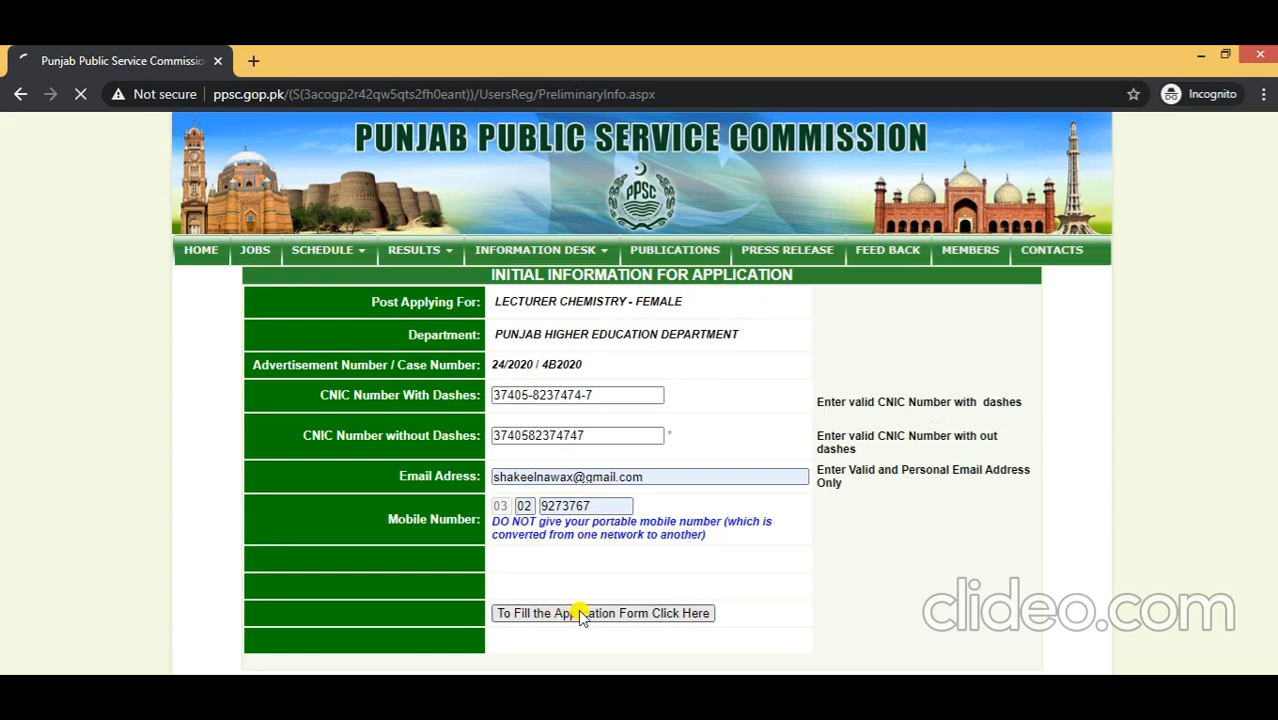 Punjab Public Service Commissio
Not secure ppsc.gop.pk/(S(3acogp2r42qw5qts2fh0eant))/UsersReg/PreliminaryInfo.aspx Incognito
PUNJAB PUBLIC SERVICE COMMISSION
PPSC
HOME JOBS SCHEDULE RESULTS INFORMATION DESK PUBLICATIONS PRESS RELEASE FEED BACK MEMBERS CONTACTS
INITIAL INFORMATION FOR APPLICATION
Post Applying For: LECTURER CHEMISTRY - FEMALE
Department: PUNJAB HIGHER EDUCATION DEPARTMENT
Advertisement Number / Case Number: 24/2020 / 4B2020
CNIC Number With Dashes: 37405-8237474-7 Enter valid CNIC Number with dashes
CNIC Number without Dashes: 3740582374747 * Enter valid CNIC Number with out
dashes
Email Adress: shakeelnawax@gmail.com Enter Valid and Personal Email Address
Only
Mobile Number: 03 02 9273767
DO NOT give your portable mobile number (which is
converted from one network to another)
To Fill the Application Form Click Here
clideo.com